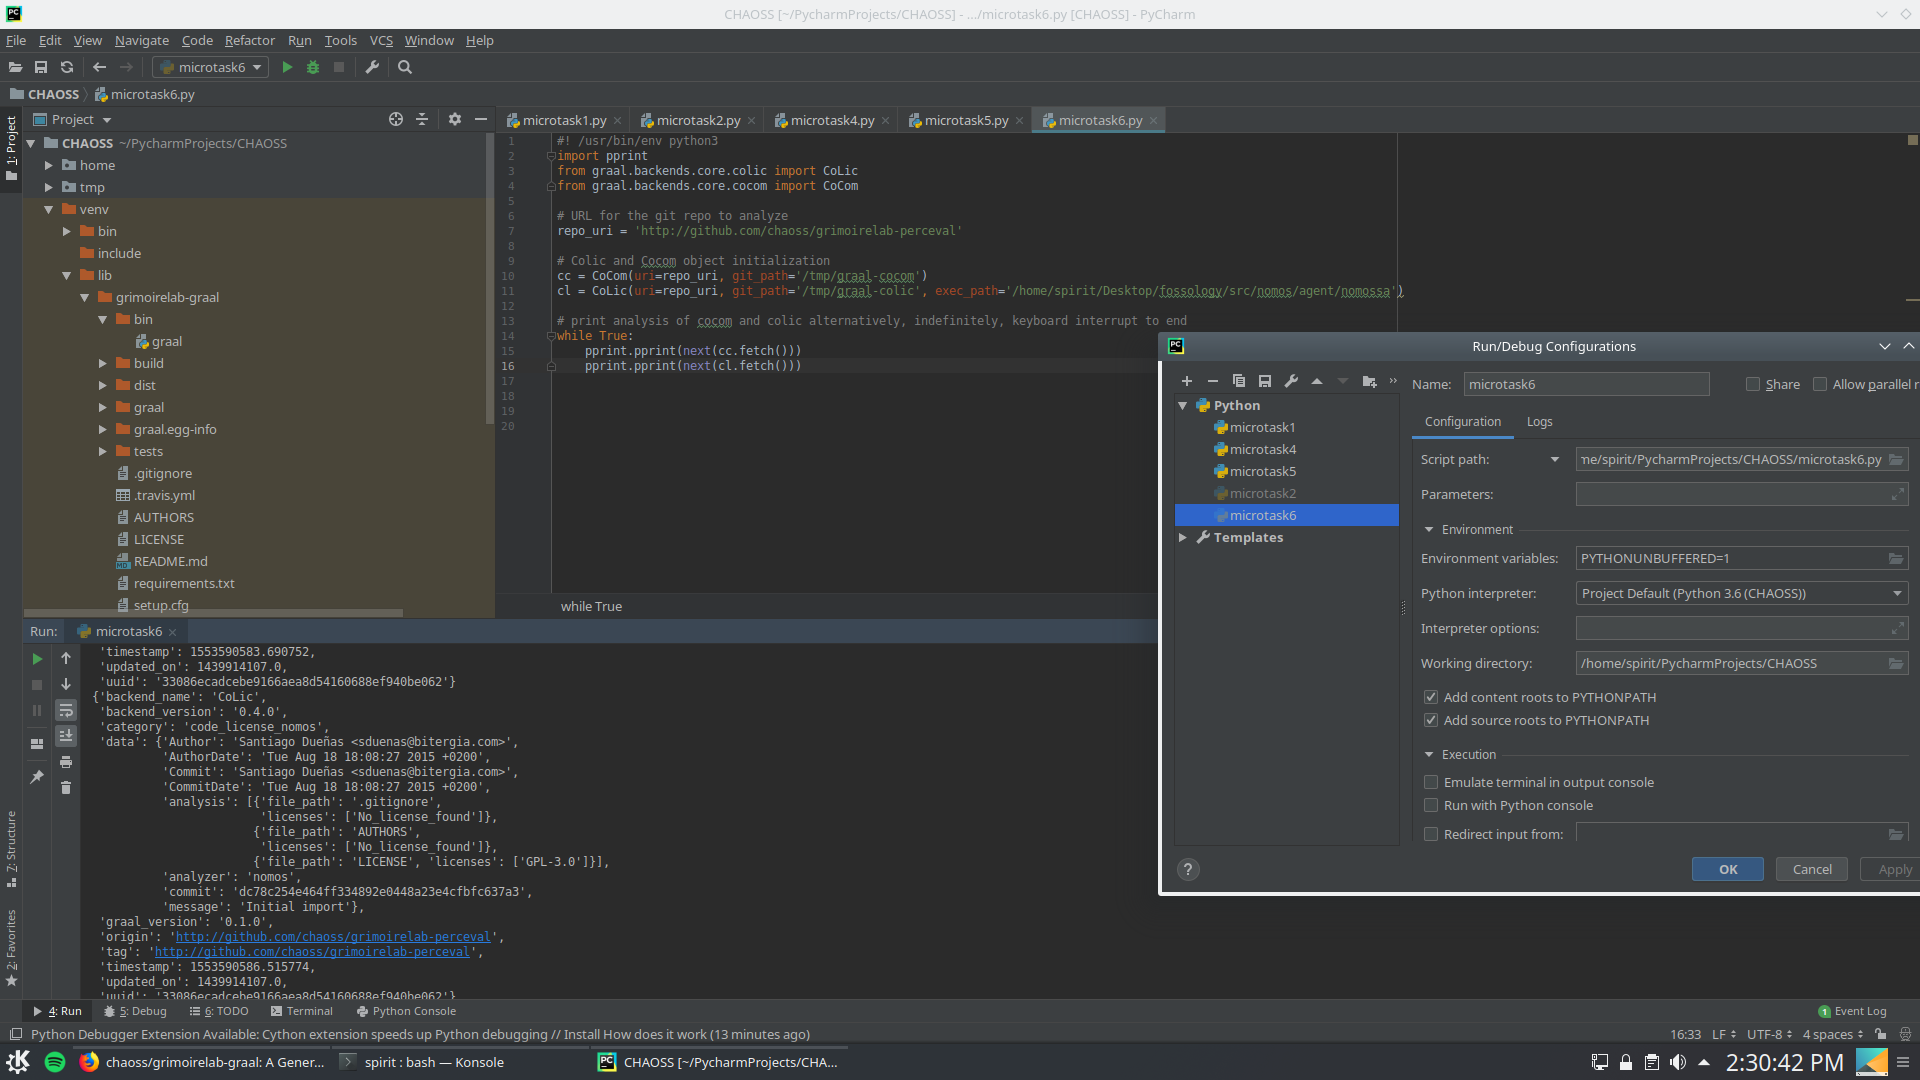 CHAOSS [~/PycharmProjects/CHAOSS] - .../microtask6.py [CHAOSS] - PyCharm
File Edit View Navigate Code Refactor Run Tools VCS Window Help
microtask6
CHAOSS microtask6.py
1: Project
Project
CHAOSS ~/PycharmProjects/CHAOSS
home
tmp
venv
bin
include
lib
grimoirelab-graal
bin
graal
build
dist
graal
graal.egg-info
tests
.gitignore
.travis.yml
AUTHORS
LICENSE
README.md
requirements.txt
setup.cfg
microtask1.py microtask2.py microtask4.py microtask5.py microtask6.py
1 #! /usr/bin/env python3
2 import pprint
3 from graal.backends.core.colic import CoLic
4 from graal.backends.core.cocom import CoCom
5
6 # URL for the git repo to analyze
7 repo_uri = 'http://github.com/chaoss/grimoirelab-perceval'
8
9 # Colic and Cocom object initialization
10 cc = CoCom(uri=repo_uri, git_path='/tmp/graal-cocom')
11 cl = CoLic(uri=repo_uri, git_path='/tmp/graal-colic', exec_path='/home/spirit/Desktop/fossology/src/nomos/agent/nomossa')
12
13 # print analysis of cocom and colic alternatively, indefinitely, keyboard interrupt to end
14 while True:
15 pprint.pprint(next(cc.fetch()))
16 pprint.pprint(next(cl.fetch()))
17
18
19
20
while True
Run/Debug Configurations
Python
microtask1
microtask4
microtask5
microtask2
microtask6
Templates
Name: microtask6
Share Allow parallel r
Configuration Logs
Script path: me/spirit/PycharmProjects/CHAOSS/microtask6.py
Parameters:
Environment
Environment variables: PYTHONUNBUFFERED=1
Python interpreter: Project Default (Python 3.6 (CHAOSS))
Interpreter options:
Working directory: /home/spirit/PycharmProjects/CHAOSS
Add content roots to PYTHONPATH
Add source roots to PYTHONPATH
Execution
Emulate terminal in output console
Run with Python console
Redirect input from:
? OK Cancel Apply
Run: microtask6
'timestamp': 1553590583.690752,
'updated_on': 1439914107.0,
'uuid': '33086ecadcebe9166aea8d54160688ef940be062'}
{'backend_name': 'CoLic',
'backend_version': '0.4.0',
'category': 'code_license_nomos',
'data': {'Author': 'Santiago Dueñas <sduenas@bitergia.com>',
'AuthorDate': 'Tue Aug 18 18:08:27 2015 +0200',
'Commit': 'Santiago Dueñas <sduenas@bitergia.com>',
'CommitDate': 'Tue Aug 18 18:08:27 2015 +0200',
'analysis': [{'file_path': '.gitignore',
'licenses': ['No_license_found']},
{'file_path': 'AUTHORS',
'licenses': ['No_license_found']},
{'file_path': 'LICENSE', 'licenses': ['GPL-3.0']}],
'analyzer': 'nomos',
'commit': 'dc78c254e464ff334892e0448a23e4cfbfc637a3',
'message': 'Initial import'},
'graal_version': '0.1.0',
'origin': 'http://github.com/chaoss/grimoirelab-perceval',
'tag': 'http://github.com/chaoss/grimoirelab-perceval',
'timestamp': 1553590586.515774,
'updated_on': 1439914107.0,
'uuid': '33086ecadcebe9166aea8d54160688ef940be062'}
7: Structure
2: Favorites
4: Run 5: Debug 6: TODO Terminal Python Console 1 Event Log
Python Debugger Extension Available: Cython extension speeds up Python debugging // Install How does it work (13 minutes ago) 16:33 LF UTF-8 4 spaces
chaoss/grimoirelab-graal: A Gener... spirit : bash — Konsole CHAOSS [~/PycharmProjects/CHA... 2:30:42 PM